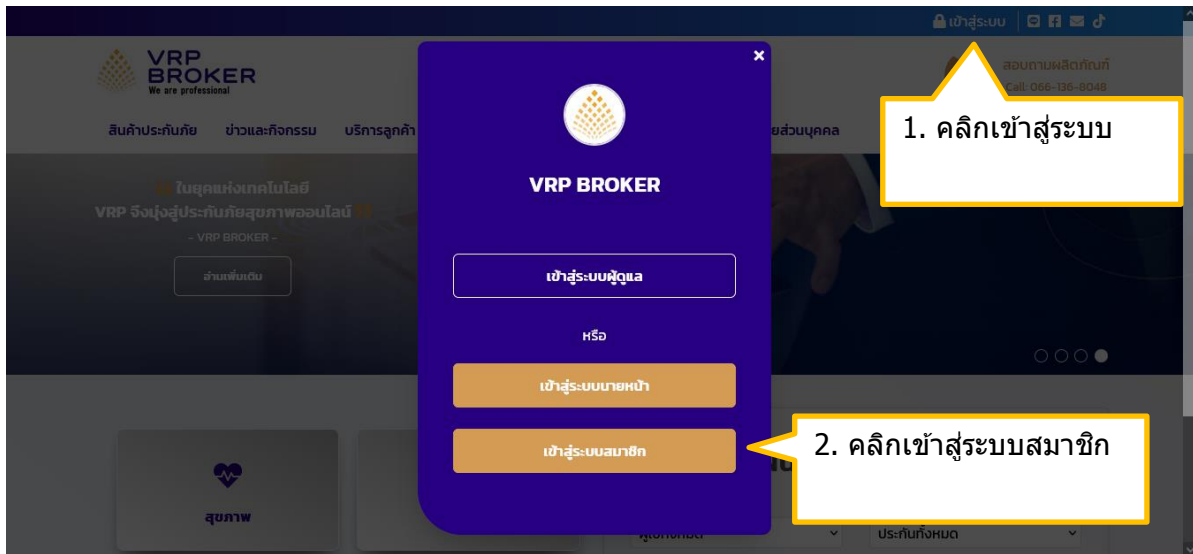 เข้าสู่ระบบ
VRP
BROKER
We are professional
สอบถามผลิตภัณฑ์
Call: 066-136-8048
สินค้าประกันภัย ข่าวและกิจกรรม บริการลูกค้า
ยส่วนบุคคล
1. คลิกเข้าสู่ระบบ
ในยุคแห่งเทคโนโลยี
VRP จึงมุ่งสู่ประกันภัยสุขภาพออนไลน์
- VRP BROKER -
อ่านเพิ่มเติม
×
VRP BROKER
เข้าสู่ระบบผู้ดูแล
หรือ
เข้าสู่ระบบนายหน้า
เข้าสู่ระบบสมาชิก
2. คลิกเข้าสู่ระบบสมาชิก
สุขภาพ
ประกันทั้งหมด